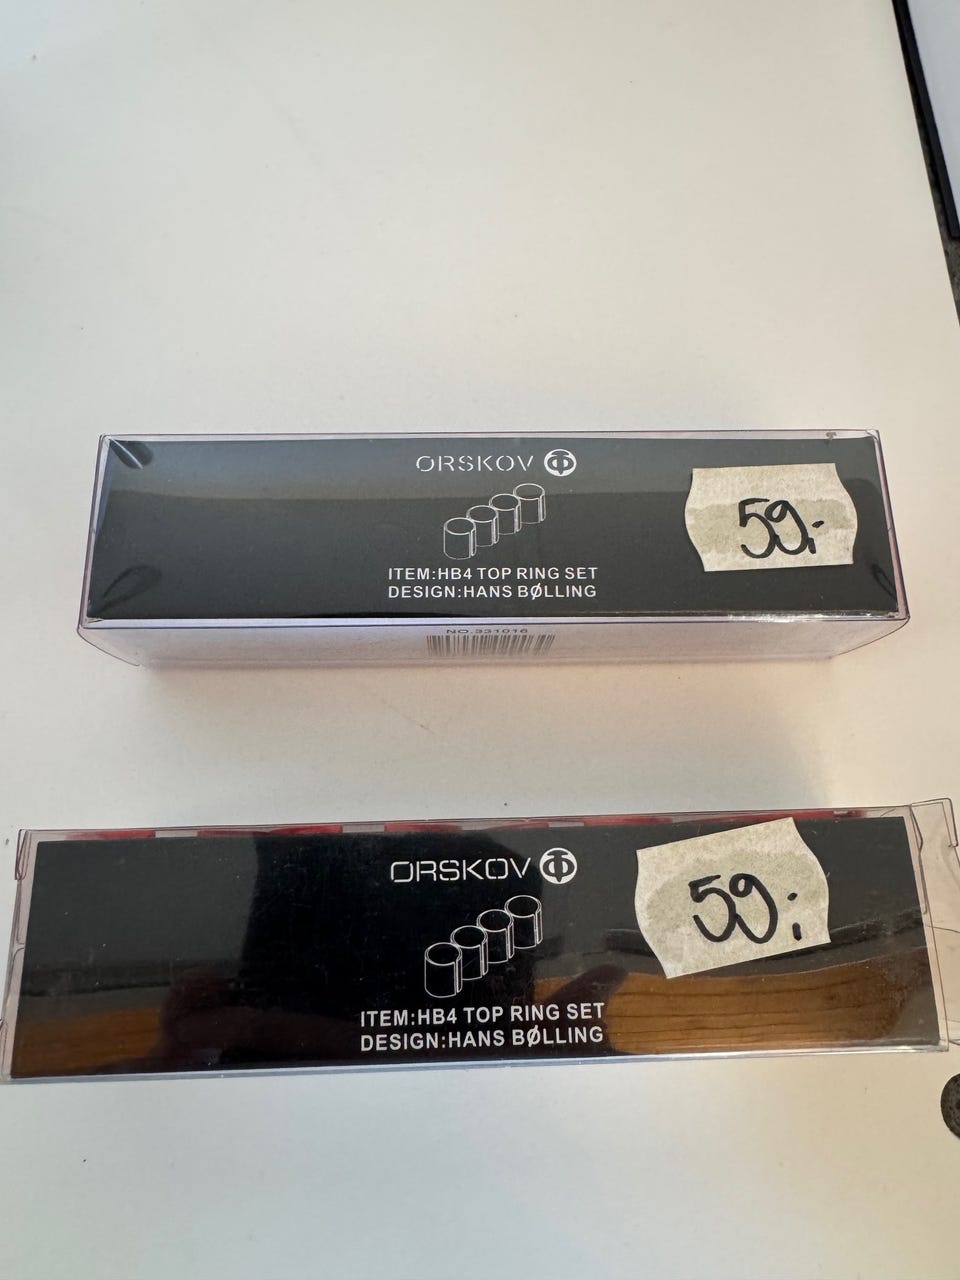 ORSKOV
59,-
ITEM:HB4 TOP RING SET
DESIGN:HANS BØLLING
NO.331016
ORSKOV
59,-
ITEM:HB4 TOP RING SET
DESIGN:HANS BØLLING